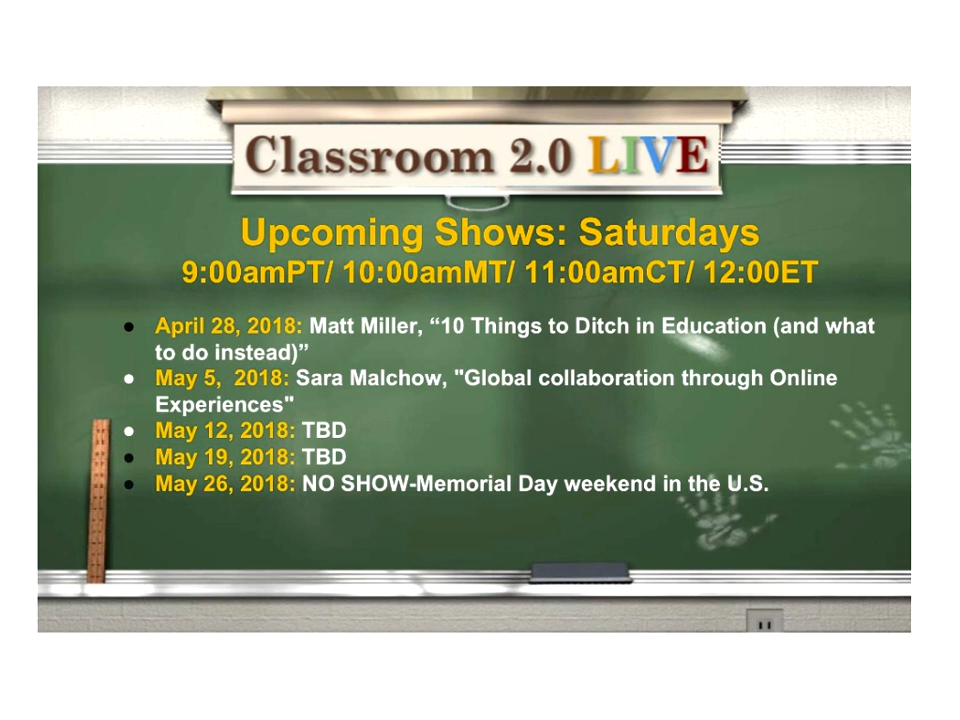 Classroom 2.0 LIVE
Upcoming Shows: Saturdays
9:00amPT/ 10:00amMT/ 11:00amCT/ 12:00ET
● April 28, 2018: Matt Miller, “10 Things to Ditch in Education (and what
to do instead)”
● May 5,  2018: Sara Malchow, "Global collaboration through Online
Experiences"
● May 12, 2018: TBD
● May 19, 2018: TBD
● May 26, 2018: NO SHOW-Memorial Day weekend in the U.S.